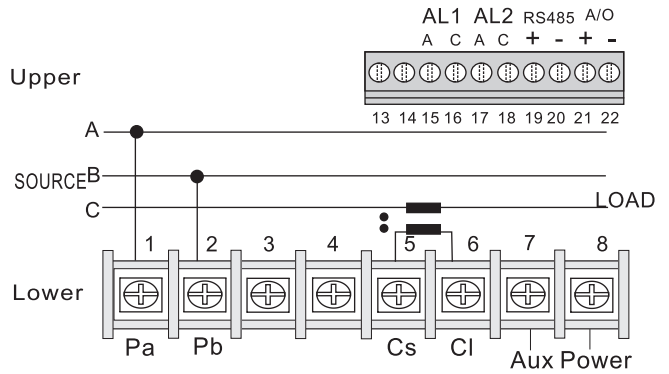 AL1 AL2 RS485 A/O
A C A C + - + -
Upper
13 14 15 16 17 18 19 20 21 22
A
SOURCE B
C
LOAD
1 2 3 4 5 6 7 8
Lower
Pa Pb Cs Cl
Aux Power